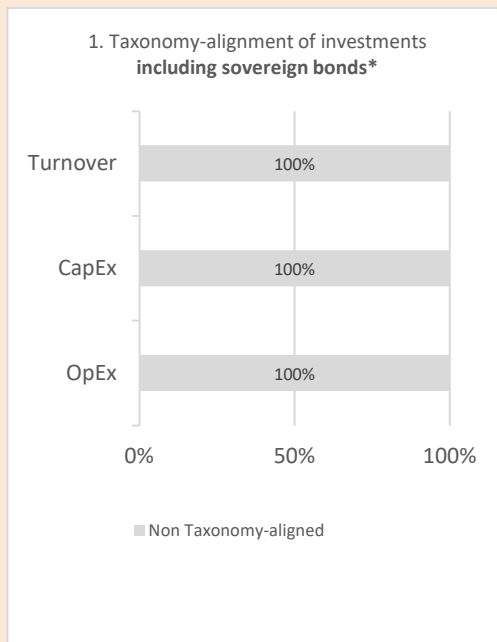 1. Taxonomy-alignment of investments
including sovereign bonds*
Turnover
100%
CapEx
100%
OpEx
100%
0%
50%
100%
Non Taxonomy-aligned